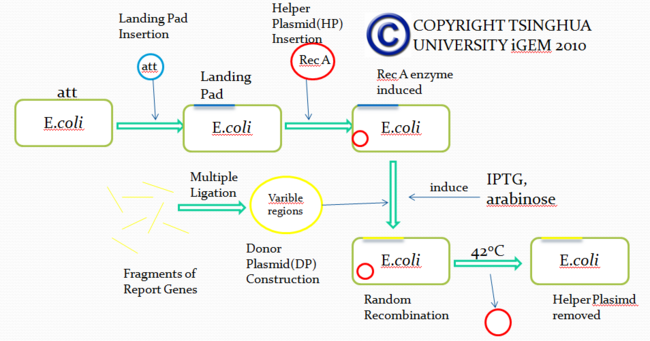 Landing Pad
Insertion
att
Helper
Plasmid(HP)
Insertion
Rec A
©
COPYRIGHT TSINGHUA
UNIVERSITY iGEM 2010
att
E.coli
Landing
Pad
E.coli
Rec A enzyme
induced
E.coli
Fragments of
Report Genes
Multiple
Ligation
Varible
regions
Donor
Plasmid(DP)
Construction
induce
IPTG,
arabinose
E.coli
Random
Recombination
42°C
E.coli
Helper Plasimd
removed